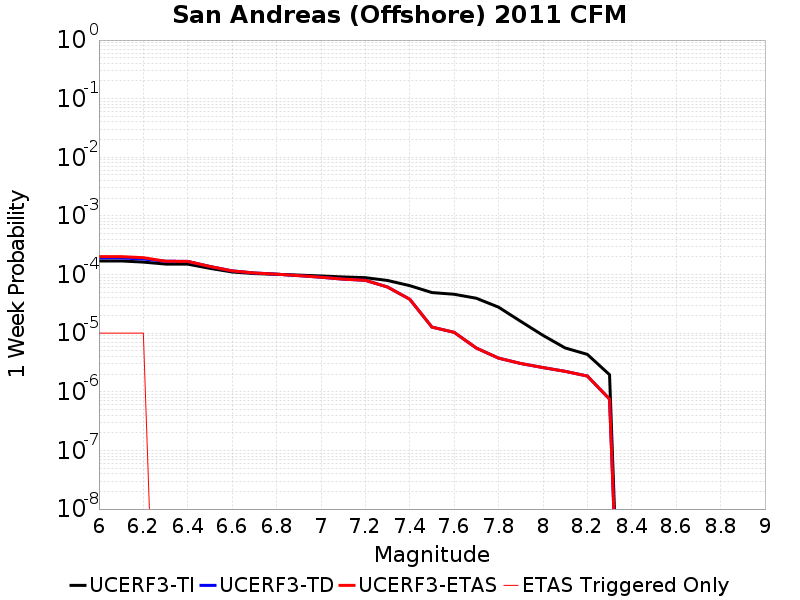 San Andreas (Offshore) 2011 CFM
10^0
10^-1
10^-2
10^-3
10^-4
10^-5
10^-6
10^-7
10^-8
1 Week Probability
6 6.2 6.4 6.6 6.8 7 7.2 7.4 7.6 7.8 8 8.2 8.4 8.6 8.8 9
Magnitude
UCERF3-TI UCERF3-TD UCERF3-ETAS ETAS Triggered Only